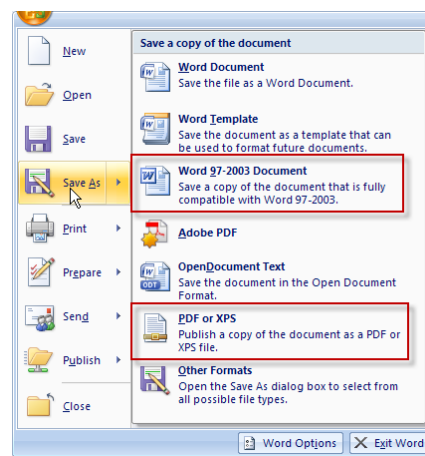 New
Open
Save
Save As
Print
Prepare
Send
Publish
Close
Save a copy of the document
Word Document
Save the file as a Word Document.
Word Template
Save the document as a template that can
be used to format future documents.
Word 97-2003 Document
Save a copy of the document that is fully
compatible with Word 97-2003.
Adobe PDF
OpenDocument Text
Save the document in the Open Document
Format.
PDF or XPS
Publish a copy of the document as a PDF or
XPS file.
Other Formats
Open the Save As dialog box to select from
all possible file types.
Word Options
Exit Word